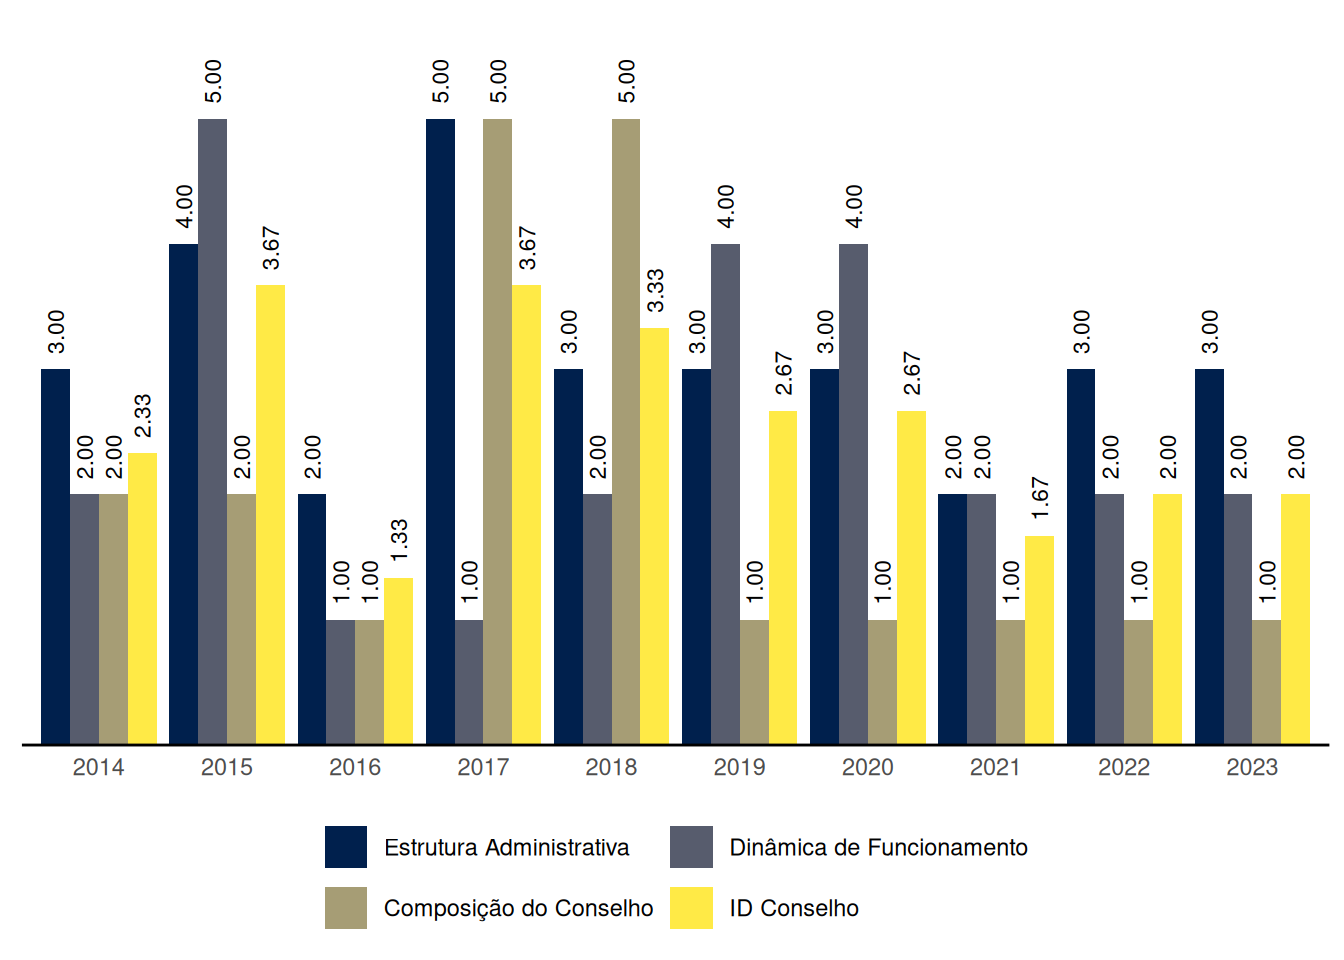 3.00 2.00 2.00 2.33 4.00 5.00 2.00 3.67 2.00 1.00 1.00 1.33 5.00 1.00 5.00 3.67 3.00 2.00 5.00 3.33 3.00 4.00 1.00 2.67 3.00 4.00 1.00 2.67 2.00 2.00 1.00 1.67 3.00 2.00 1.00 2.00 3.00 2.00 1.00 2.00
2014 2015 2016 2017 2018 2019 2020 2021 2022 2023
Estrutura Administrativa Dinâmica de Funcionamento
Composição do Conselho ID Conselho